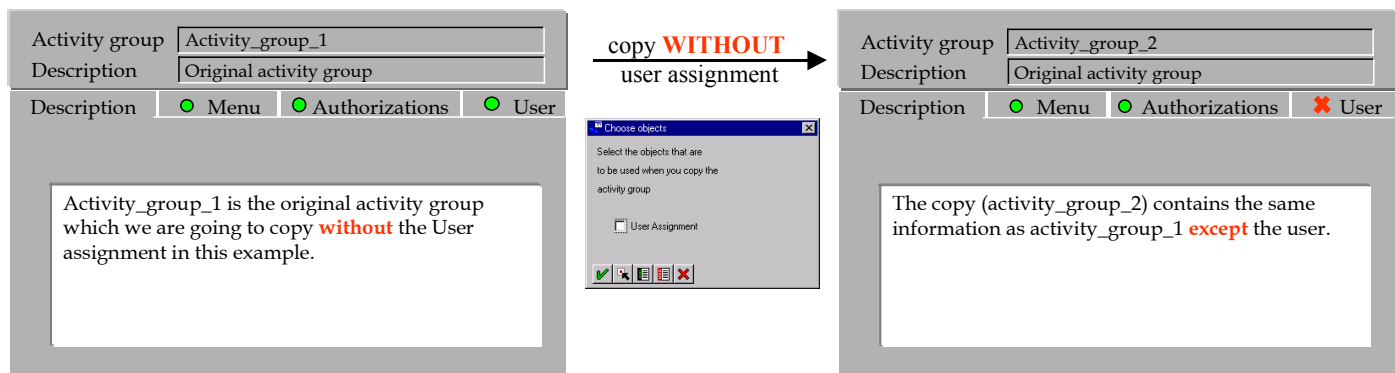 Activity group Activity_group_1
Description Original activity group
Description Menu Authorizations User
Activity_group_1 is the original activity group
which we are going to copy without the User
assignment in this example.
copy WITHOUT
user assignment
Choose objects
Select the objects that are
to be used when you copy the
activity group
User Assignment
Activity group Activity_group_2
Description Original activity group
Description Menu Authorizations User
The copy (activity_group_2) contains the same
information as activity_group_1 except the user.